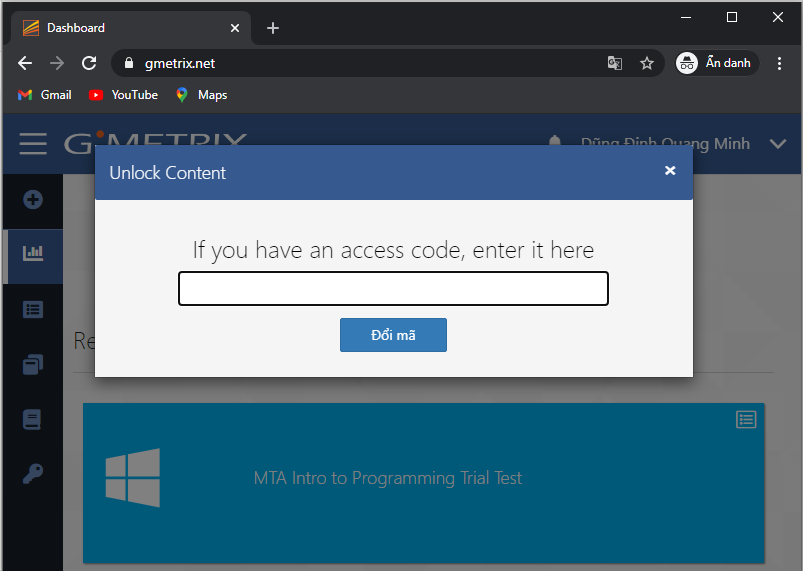 Dashboard
gmetrix.net
Ẩn danh
Gmail
YouTube
Maps
G METRIX
Dũng Đinh Quang Minh
Unlock Content
If you have an access code, enter it here
Đổi mã
Re
MTA Intro to Programming Trial Test